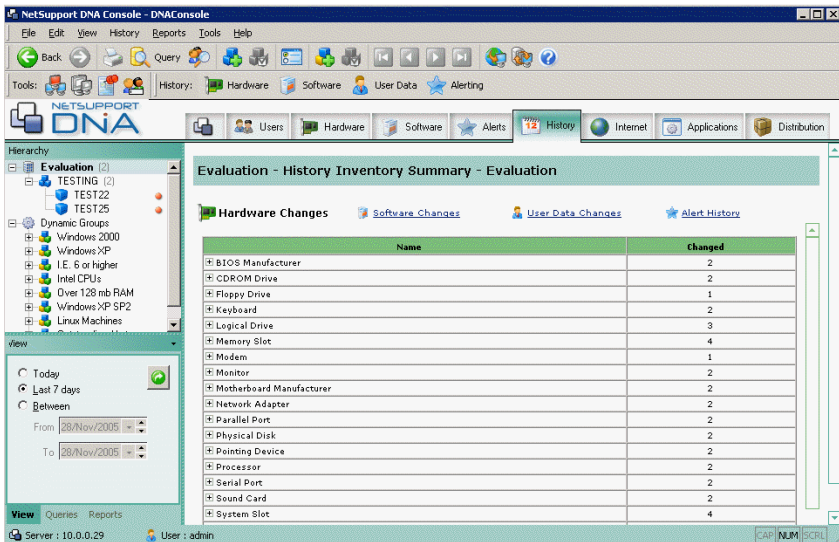 NetSupport DNA Console - DNAConsole
File Edit View History Reports Tools Help
Back Query
Tools: History: Hardware Software User Data Alerting
NETSUPPORT
DNA
Users Hardware Software Alerts 12 History Internet Applications Distribution
Hierarchy
Evaluation (2)
TESTING (2)
TEST22
TEST25
Dynamic Groups
Windows 2000
Windows XP
I.E. 6 or higher
Intel CPUs
Over 128 mb RAM
Windows XP SP2
Linux Machines
View
Today
Last 7 days
Between
From 28/Nov/2005
To 28/Nov/2005
View Queries Reports
Evaluation - History Inventory Summary - Evaluation
Hardware Changes Software Changes User Data Changes Alert History
Name Changed
BIOS Manufacturer 2
CDROM Drive 2
Floppy Drive 1
Keyboard 2
Logical Drive 3
Memory Slot 4
Modem 1
Monitor 2
Motherboard Manufacturer 2
Network Adapter 2
Parallel Port 2
Physical Disk 2
Pointing Device 2
Processor 2
Serial Port 2
Sound Card 2
System Slot 4
Server : 10.0.0.29 User : admin CAP NUM SCRL